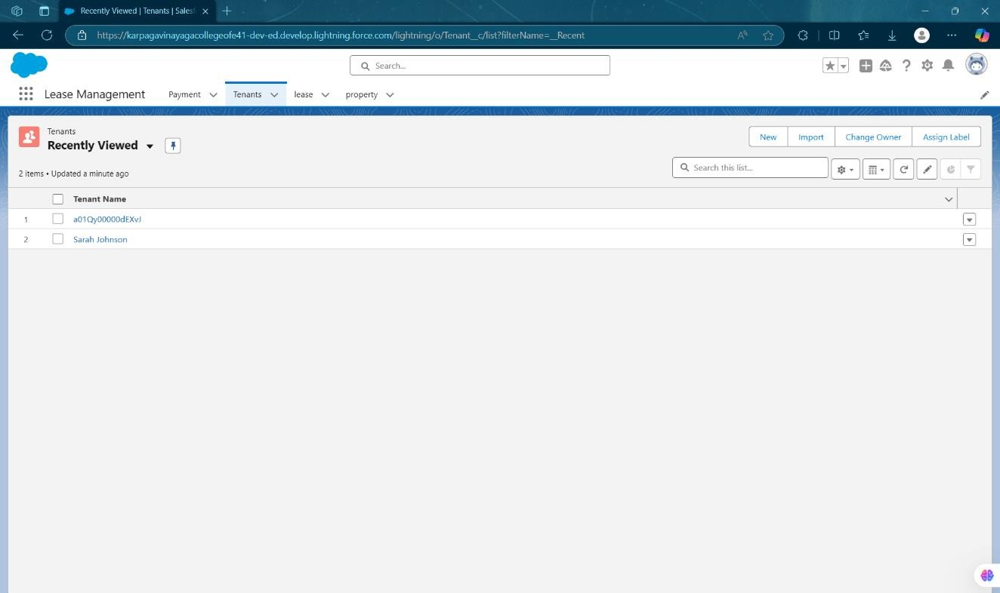 Recently Viewed | Tenants | Sales
https://karpagavinayagacollegeofe41-dev-ed.develop.lightning.force.com/lightning/o/Tenant__c/list?filterName=__Recent
Search...
Lease Management Payment Tenants lease property
Tenants
Recently Viewed
New Import Change Owner Assign Label
2 items • Updated a minute ago
Search this list...
Tenant Name
1 a01Qy00000dEXvJ
2 Sarah Johnson